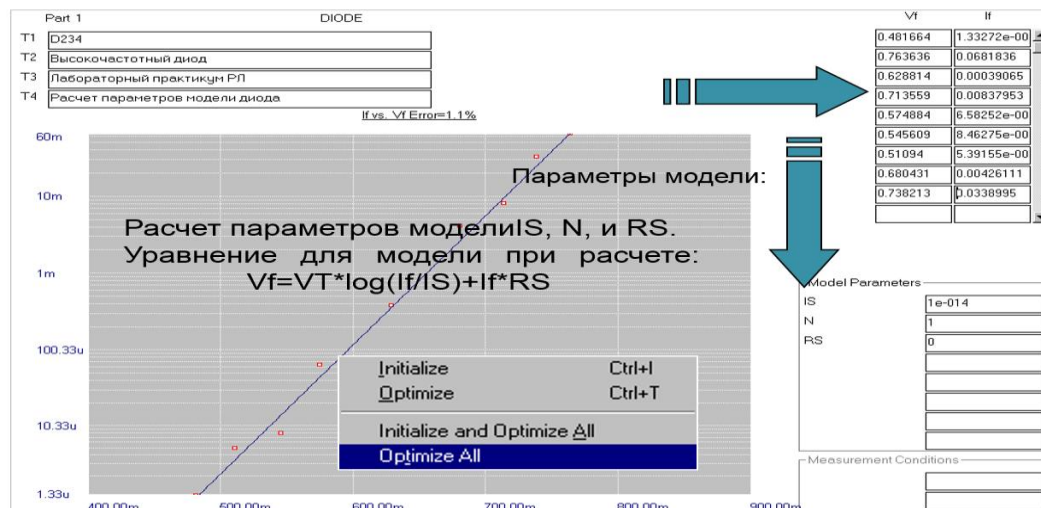 Part 1 DIODE
T1 D234
T2 Высокочастотный диод
T3 Лабораторный практикум РЛ
T4 Расчет параметров модели диода
If vs. Vf Error=1.1%
Vf If
0.481664 1.33272e-00
0.763636 0.0681836
0.628814 0.00039065
0.713559 0.00837953
0.574884 6.58252e-00
0.545609 8.46275e-00
0.51094 5.39155e-00
0.680431 0.00426111
0.738213 0.0338995
60m
10m
1m
100.33u
10.33u
1.33u
400.00m 500.00m 600.00m 700.00m 800.00m 900.00m
Параметры модели:
Расчет параметров моделиIS, N, и RS.
Уравнение для модели при расчете:
Vf=VT*log(If/IS)+If*RS
Initialize Ctrl+I
Optimize Ctrl+T
Initialize and Optimize All
Optimize All
Model Parameters
IS 1e-014
N 1
RS 0
Measurement Conditions